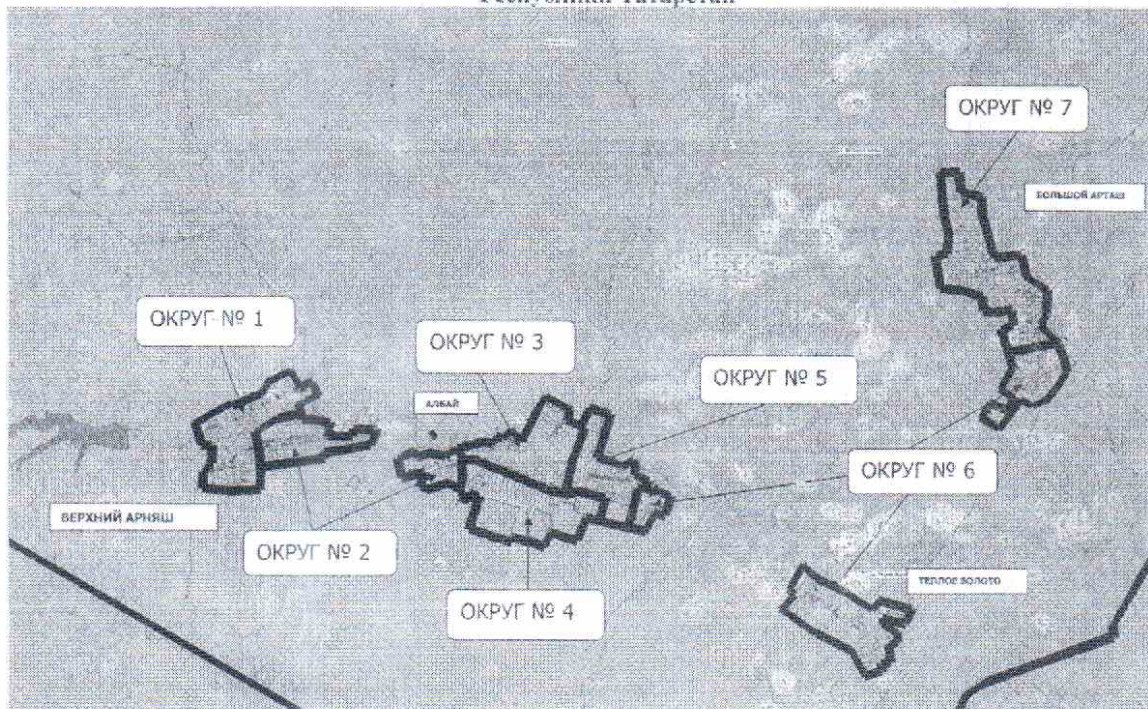 Республики Татарстан
ОКРУГ № 7
БОЛЬШОЙ АРТАШ
ОКРУГ № 1
ОКРУГ № 3
ОКРУГ № 5
АЛБАЙ
ОКРУГ № 6
ВЕРХНИЙ АРНЯШ
ОКРУГ № 2
ТЕПЛОЕ БОЛОТО
ОКРУГ № 4